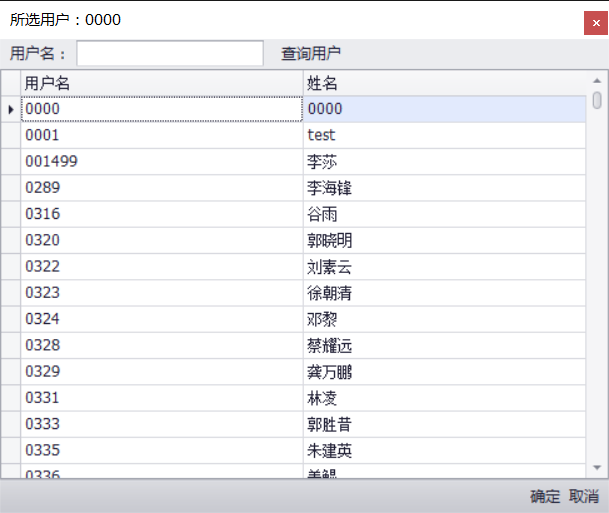 所选用户：0000
用户名： 查询用户
用户名 姓名
0000 0000
0001 test
001499 李莎
0289 李海锋
0316 谷雨
0320 郭晓明
0322 刘素云
0323 徐朝清
0324 邓黎
0328 蔡耀远
0329 龚万鹏
0331 林凌
0333 郭胜昔
0335 朱建英
0336
确定 取消